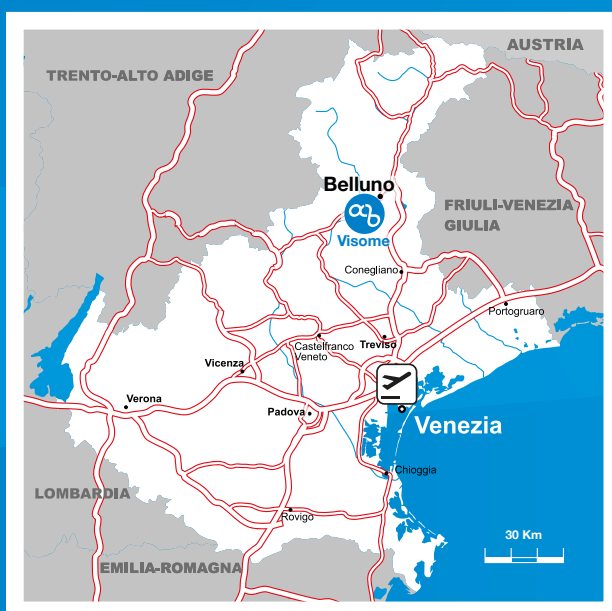 AUSTRIA
TRENTO-ALTO ADIGE
Belluno
FRIULI-VENEZIA
GIULIA
Visome
Conegliano
Portogruaro
Castelfranco
Veneto
Treviso
Vicenza
Verona
Padova
Venezia
Chioggia
LOMBARDIA
Rovigo
30 Km
EMILIA-ROMAGNA